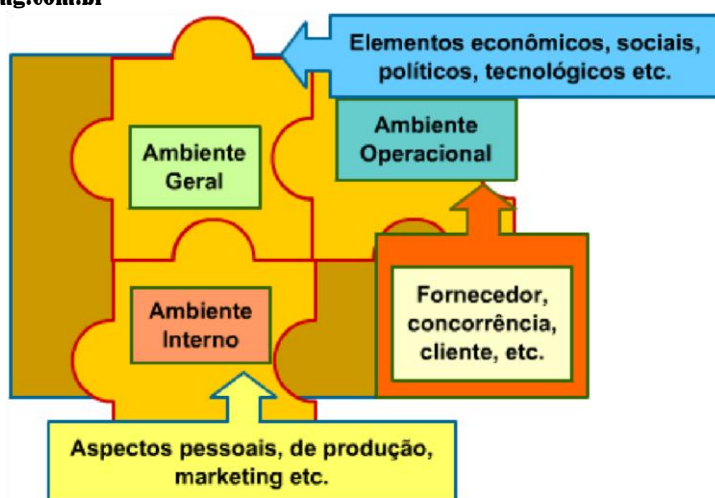 Elementos econômicos, sociais,
políticos, tecnológicos etc.
Ambiente
Operacional
Ambiente
Geral
Fornecedor,
concorrência,
cliente, etc.
Ambiente
Interno
Aspectos pessoais, de produção,
marketing etc.